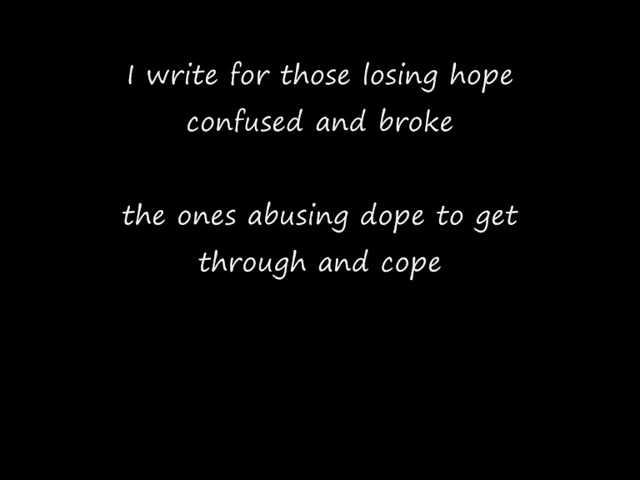 I write for those losing hope
confused and broke
the ones abusing dope to get
through and cope